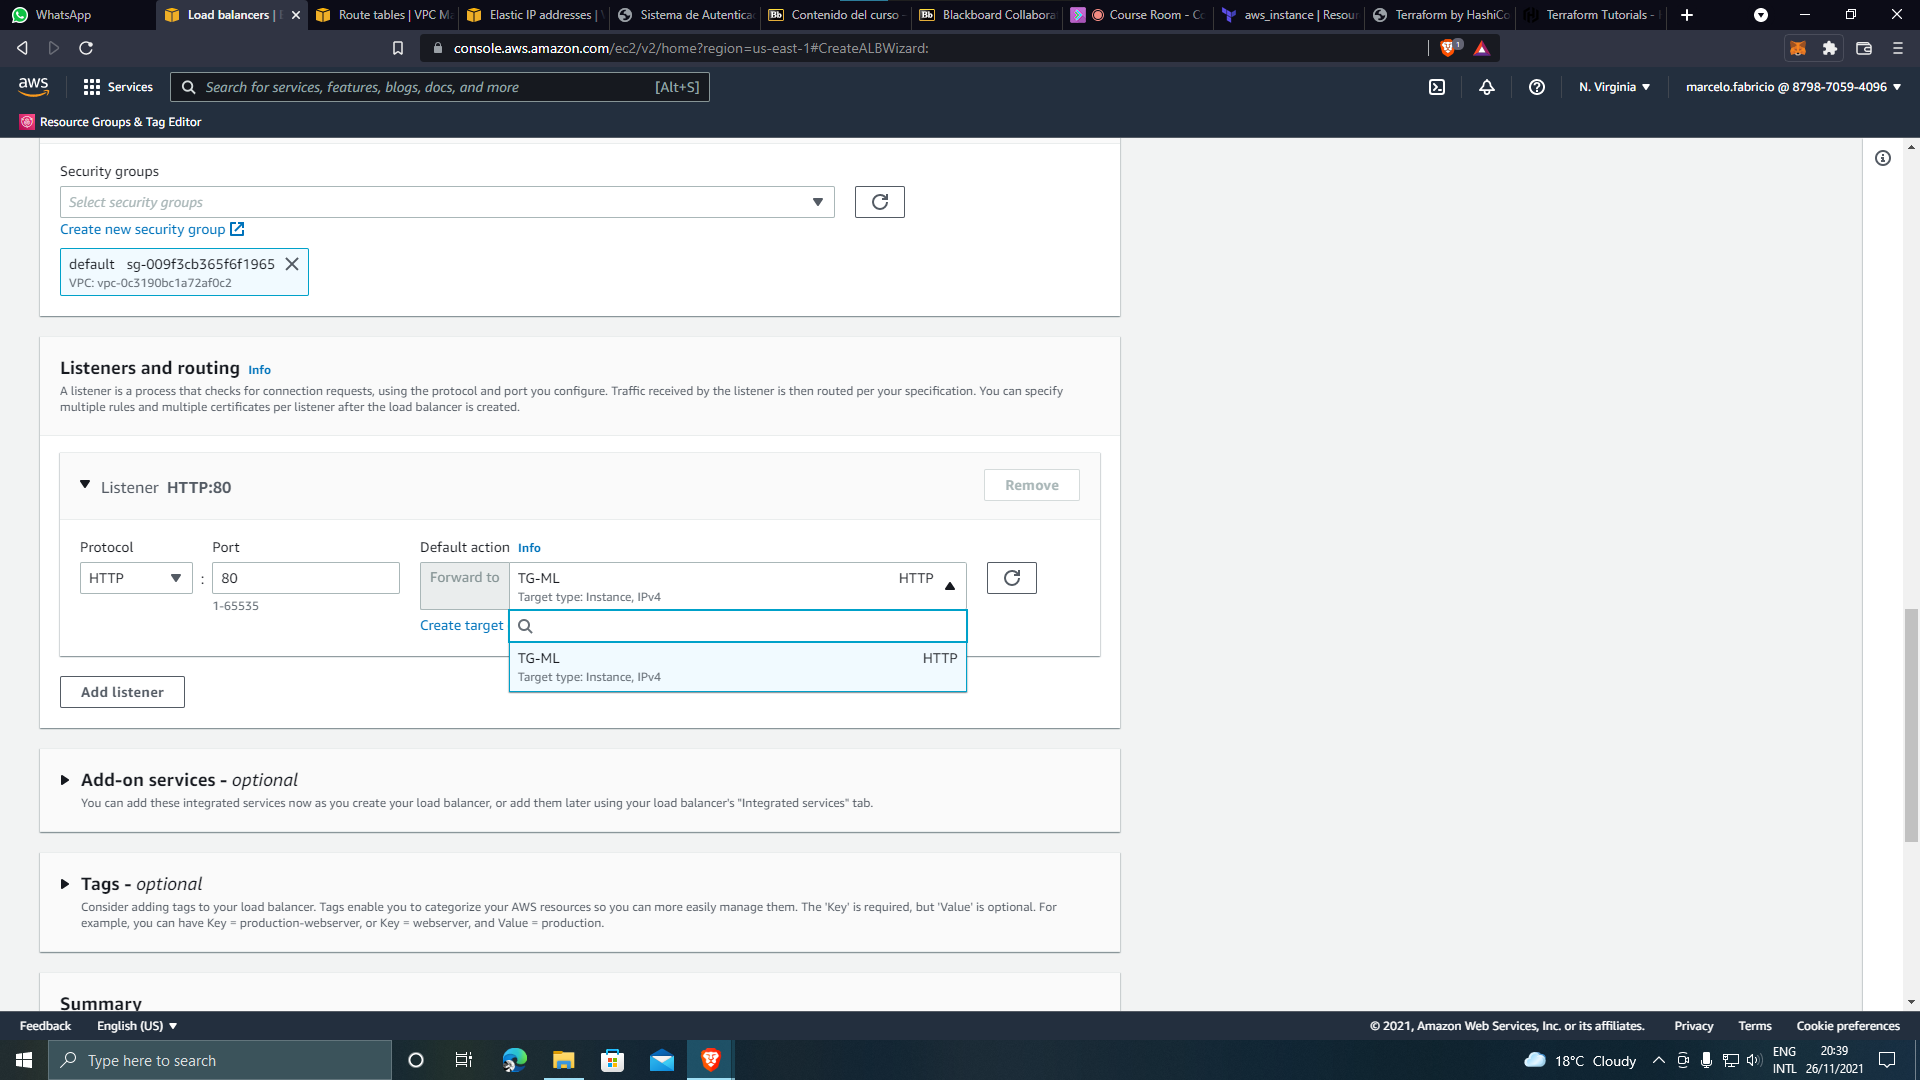 WhatsApp
Load balancers |
Route tables | VPC M
Elastic IP addresses |
Sistema de Autentica
Contenido del curso -
Blackboard Collabora
Course Room - Co
aws_instance | Resour
Terraform by HashiCo
Terraform Tutorials -
console.aws.amazon.com/ec2/v2/home?region=us-east-1#CreateALBWizard:
1
aws
Services
Search for services, features, blogs, docs, and more
[Alt+S]
N. Virginia
marcelo.fabricio @ 8798-7059-4096
Resource Groups & Tag Editor
Security groups
Select security groups
Create new security group
default sg-009f3cb365f6f1965
VPC: vpc-0c3190bc1a72af0c2
Listeners and routing Info
A listener is a process that checks for connection requests, using the protocol and port you configure. Traffic received by the listener is then routed per your specification. You can specify
multiple rules and multiple certificates per listener after the load balancer is created.
Listener HTTP:80
Remove
Protocol
Port
Default action Info
HTTP
:
80
Forward to
TG-ML
HTTP
Target type: Instance, IPv4
1-65535
Create target
TG-ML
HTTP
Target type: Instance, IPv4
Add listener
Add-on services - optional
You can add these integrated services now as you create your load balancer, or add them later using your load balancer's "Integrated services" tab.
Tags - optional
Consider adding tags to your load balancer. Tags enable you to categorize your AWS resources so you can more easily manage them. The 'Key' is required, but 'Value' is optional. For
example, you can have Key = production-webserver, or Key = webserver, and Value = production.
Summary
Feedback
English (US)
© 2021, Amazon Web Services, Inc. or its affiliates.
Privacy
Terms
Cookie preferences
Type here to search
18°C Cloudy
ENG
INTL
20:39
26/11/2021